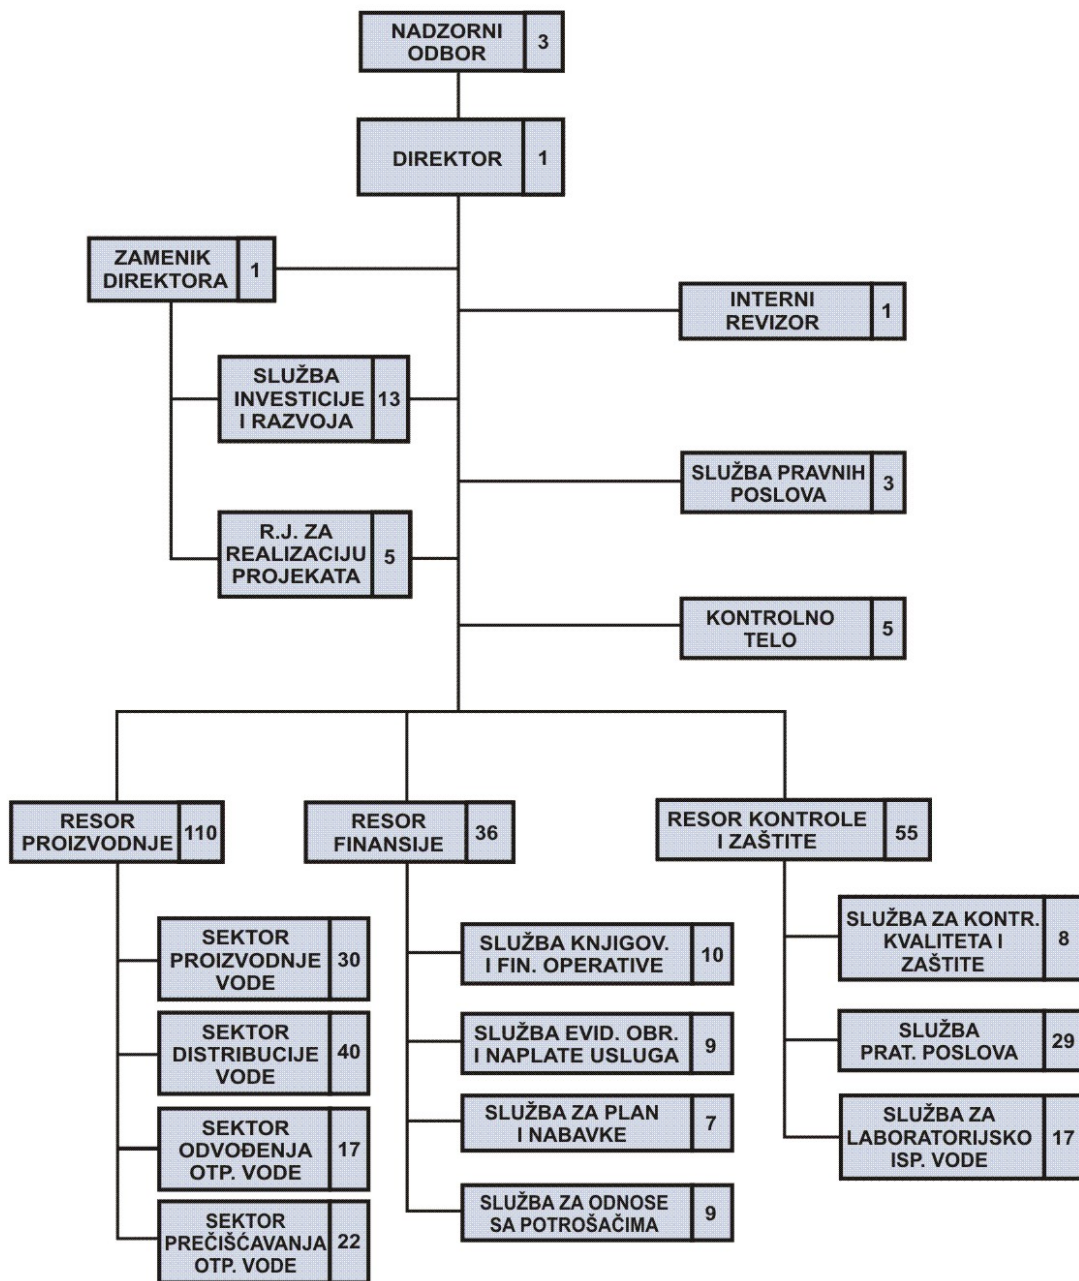 NADZORNI
ODBOR
3
DIREKTOR
1
ZAMENIK
DIREKTORA
1
INTERNI
REVIZOR
1
SLUŽBA
INVESTICIJE
I RAZVOJA
13
SLUŽBA PRAVNIH
POSLOVA
3
R.J. ZA
REALIZACIJU
PROJEKATA
5
KONTROLNO
TELO
5
RESOR
PROIZVODNJE
110
RESOR
FINANSIJE
36
RESOR KONTROLE
I ZAŠTITE
55
SEKTOR
PROIZVODNJE
VODE
30
SEKTOR
DISTRIBUCIJE
VODE
40
SEKTOR
ODVOĐENJA
OTP. VODE
17
SEKTOR
PREČIŠĆAVANJA
OTP. VODE
22
SLUŽBA KNJIGOV.
I FIN. OPERATIVE
10
SLUŽBA EVID. OBR.
I NAPLATE USLUGA
9
SLUŽBA ZA PLAN
I NABAVKE
7
SLUŽBA ZA ODNOSE
SA POTROŠAČIMA
9
SLUŽBA ZA KONTR.
KVALITETA I
ZAŠTITE
8
SLUŽBA
PRAT. POSLOVA
29
SLUŽBA ZA
LABORATORIJSKO
ISP. VODE
17